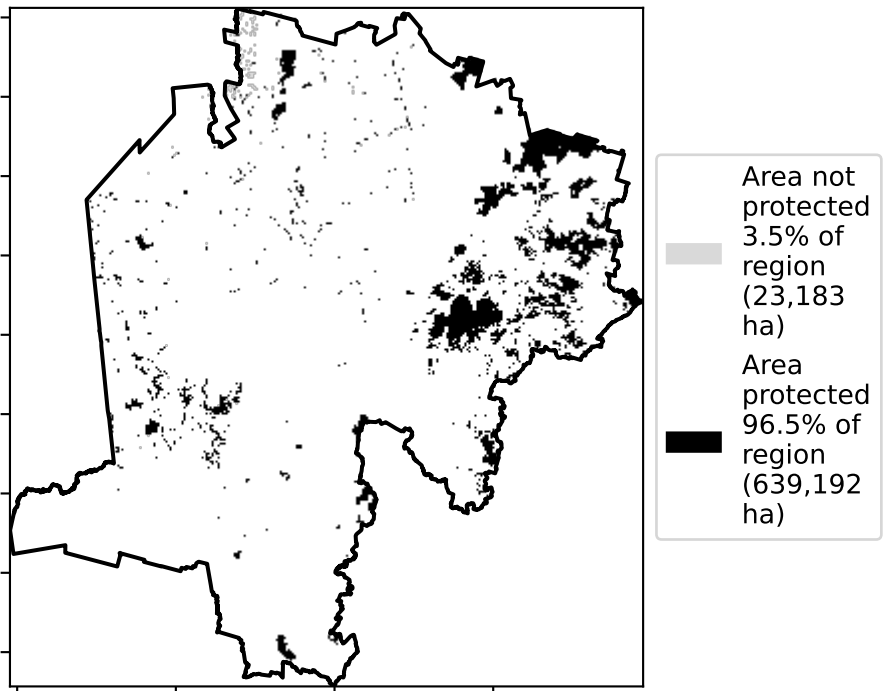 Area not
protected
3.5% of
region
(23,183
ha)
Area
protected
96.5% of
region
(639,192
ha)